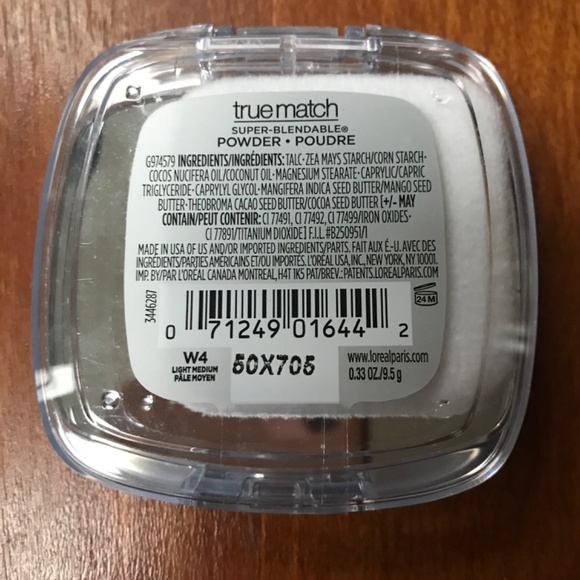 true match
SUPER-BLENDABLE®
POWDER • POUDRE
G974579 INGREDIENTS/INGRÉDIENTS: TALC • ZEA MAYS STARCH/CORN STARCH •
COCOS NUCIFERA OIL/COCONUT OIL • MAGNESIUM STEARATE • CAPRYLIC/CAPRIC
TRIGLYCERIDE • CAPRYLYL GLYCOL • MANGIFERA INDICA SEED BUTTER/MANGO SEED
BUTTER • THEOBROMA CACAO SEED BUTTER/COCOA SEED BUTTER [+/- MAY
CONTAIN/PEUT CONTENIR: CI 77491, CI 77492, CI 77499/IRON OXIDES •
CI 77891/TITANIUM DIOXIDE] F.I.L. #B250951/1
MADE IN USA OF US AND/OR IMPORTED INGREDIENTS/PARTS. FAIT AUX É.-U. AVEC DES
INGRÉDIENTS/PARTIES AMÉRICAINS ET/OU IMPORTÉS. L'ORÉAL USA, INC., NEW YORK, NY 10001.
IMP. BY/PAR L'ORÉAL CANADA MONTREAL, H4T 1K5 PAT/BREV.: PATENTS.LOREALPARIS.COM
3446287
24 M
0 71249 01644 2
W4
LIGHT MEDIUM
PÂLE MOYEN
50X705
www.lorealparis.com
0.33 OZ./9.5 g